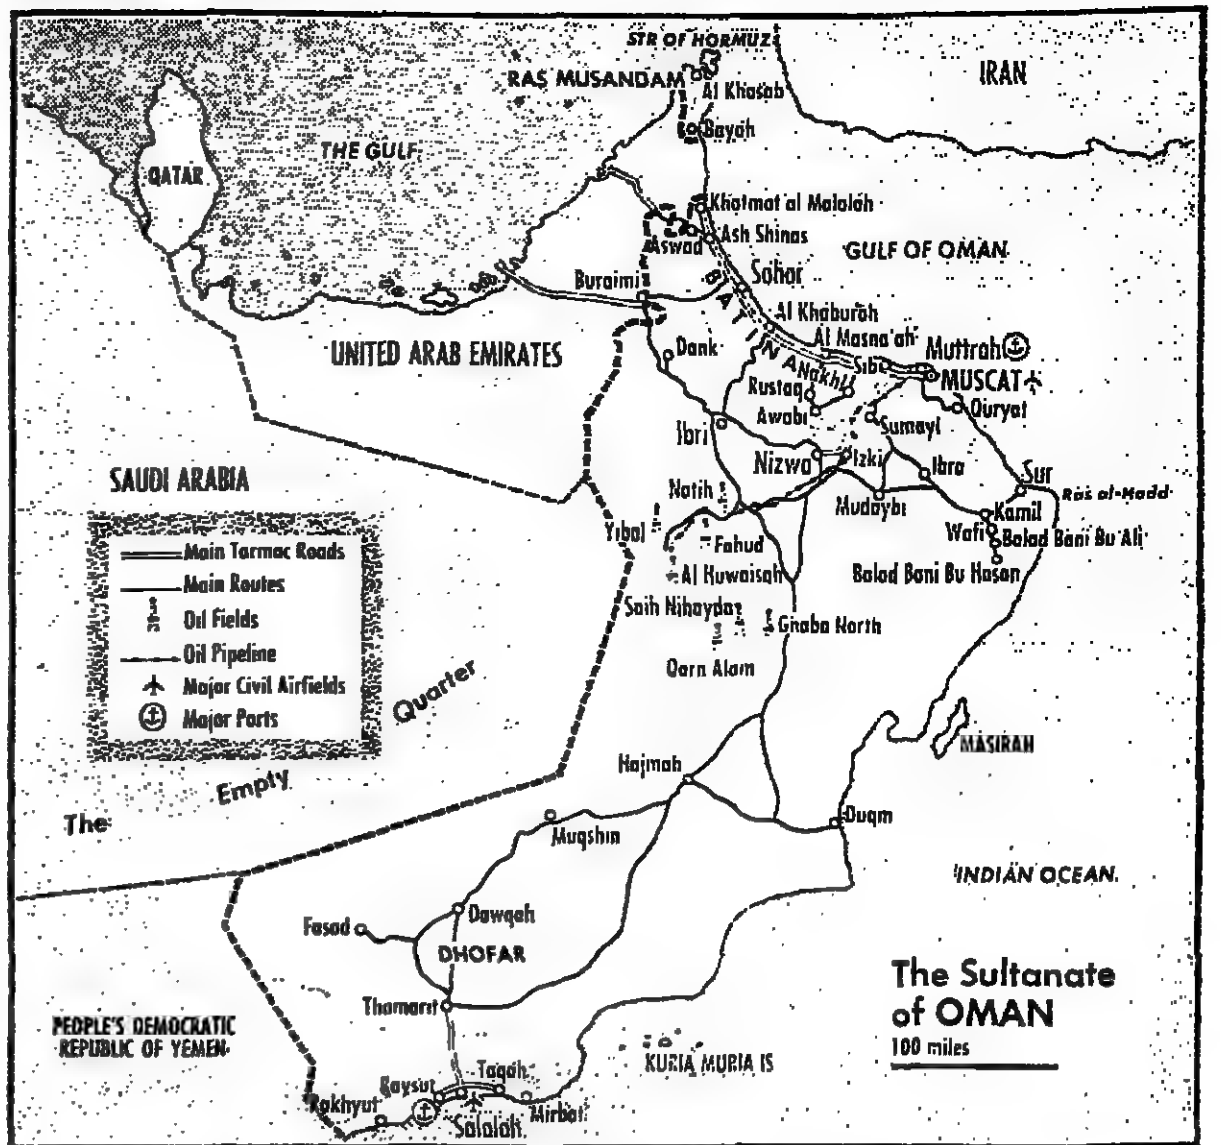 STR OF HORMUZ
RAS MUSANDAM
IRAN
Al Khasab
Bayah
THE GULF
QATAR
Khatmat al Malalah
Aswad
Ash Shinas
GULF OF OMAN
Buraimi
Sohar
BATINA
Al Khaburah
Al Masna'ah
Muttrah
UNITED ARAB EMIRATES
Dank
Nakhl
Sib
MUSCAT
Rustaq
Awabi
Quryat
Sumayl
Ibri
Nizwa
Izki
Ibra
Sur
SAUDI ARABIA
Natih
Mudaybi
Ras al-Hadd
Kamil
Yibal
Fahud
Wafi
Balad Bani Bu Ali
Main Tarmac Roads
Al Huwaisah
Balad Bani Bu Hasan
Main Routes
Saih Nihayda
Oil Fields
Ghaba North
Oil Pipeline
Qarn Alam
Major Civil Airfields
Major Ports
The Empty Quarter
MASIRAH
Hajmah
Muqshin
Duqm
INDIAN OCEAN
Dawqah
Fasad
DHOFAR
The Sultanate
of OMAN
100 miles
Thamarit
PEOPLE'S DEMOCRATIC
REPUBLIC OF YEMEN
KURIA MURIA IS
Taqah
Raysut
Rakhyut
Mirbat
Salalah